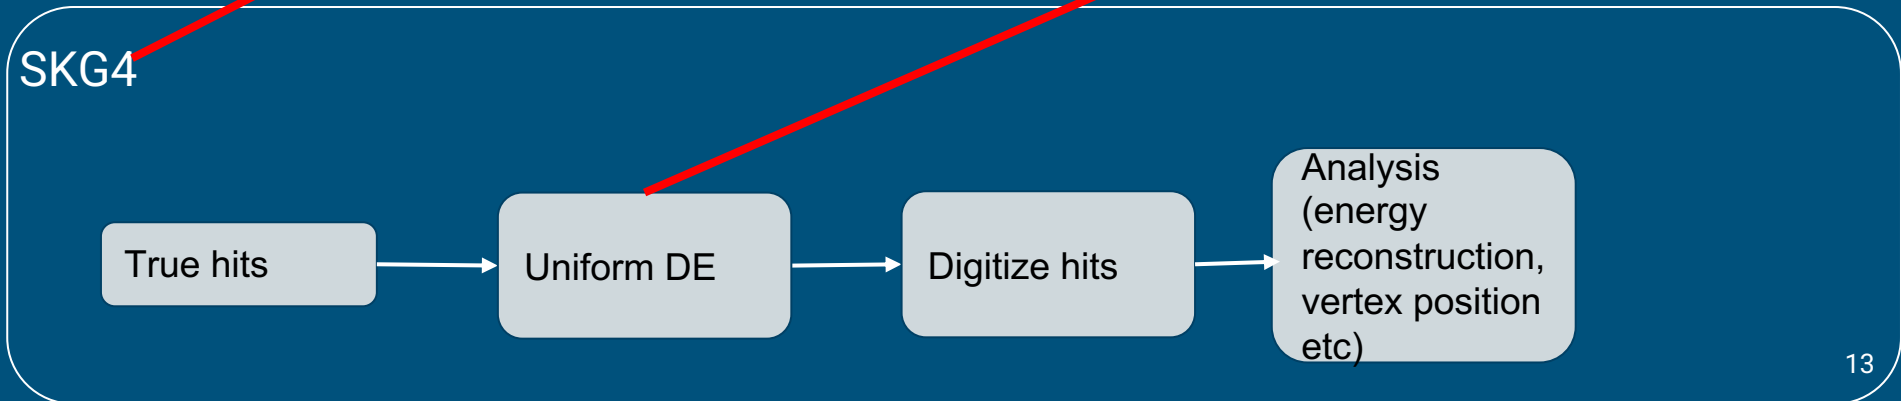 SKG4
True hits
Uniform DE
Digitize hits
Analysis
(energy
reconstruction,
vertex position
etc)
13